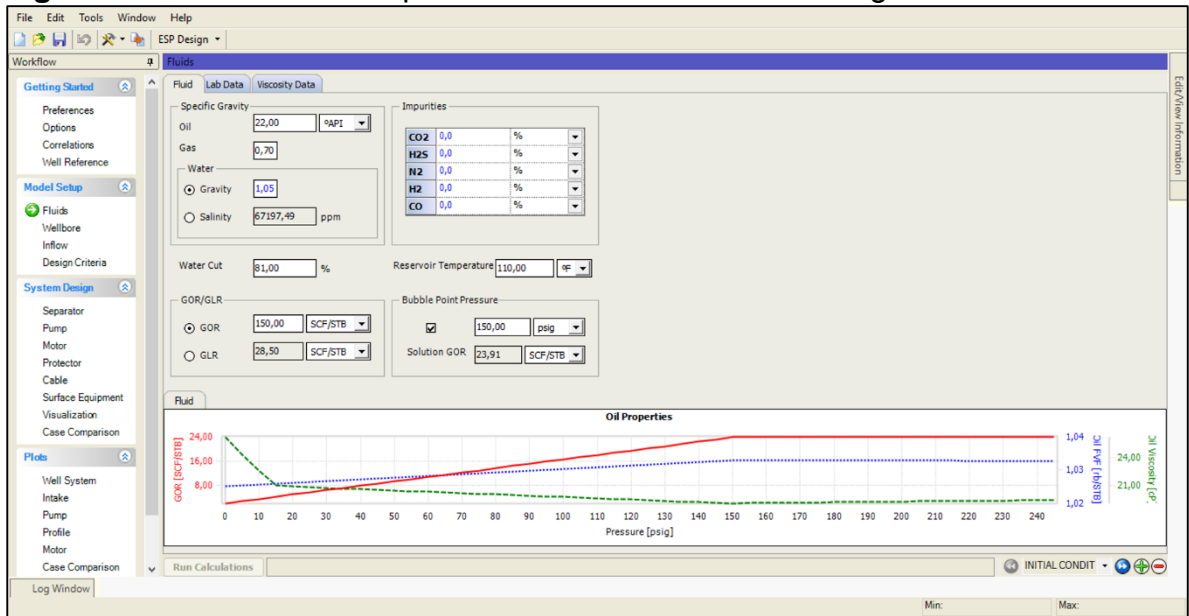 File Edit Tools Window Help
ESP Design
Workflow
Fluids
Edit/View Information
Getting Started
Preferences
Options
Correlations
Well Reference
Model Setup
Fluids
Wellbore
Inflow
Design Criteria
System Design
Separator
Pump
Motor
Protector
Cable
Surface Equipment
Visualization
Case Comparison
Plots
Well System
Intake
Pump
Profile
Motor
Case Comparison
Fluid Lab Data Viscosity Data
Specific Gravity
Oil 22,00 ºAPI
Gas 0,70
Water
Gravity 1,05
Salinity 67197,49 ppm
Impurities
CO2 0,0 %
H2S 0,0 %
N2 0,0 %
H2 0,0 %
CO 0,0 %
Water Cut 81,00 %
Reservoir Temperature 110,00 ºF
GOR/GLR
GOR 150,00 SCF/STB
GLR 28,50 SCF/STB
Bubble Point Pressure
150,00 psig
Solution GOR 23,91 SCF/STB
Fluid
Oil Properties
GOR [SCF/STB]
24,00
16,00
8,00
1,04
1,03
1,02
Oil FVF [rb/STB]
24,00
21,00
Oil Viscosity [cP
0 10 20 30 40 50 60 70 80 90 100 110 120 130 140 150 160 170 180 190 200 210 220 230 240
Pressure [psig]
Run Calculations
INITIAL CONDIT
Log Window
Min: Max: